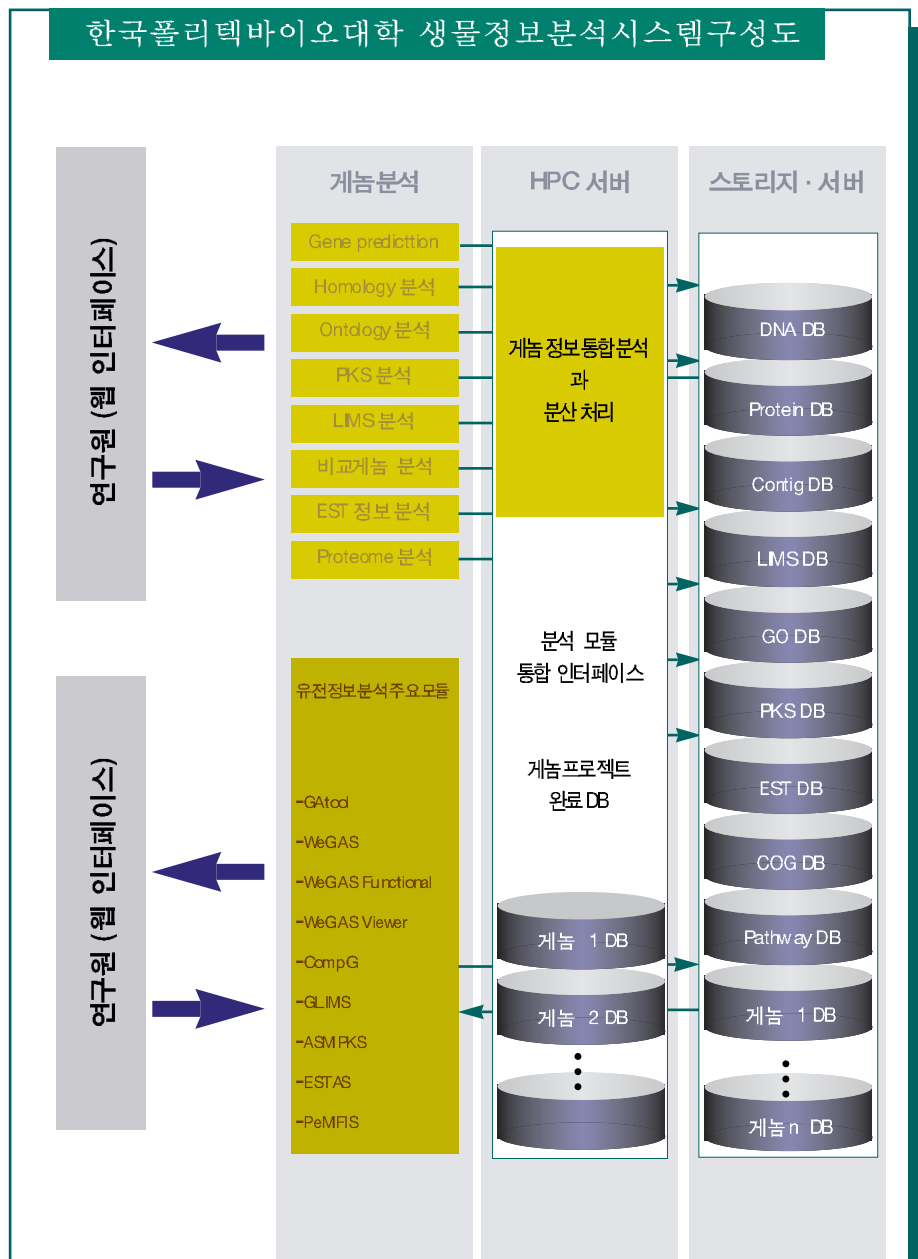 한국폴리텍바이오대학 생물정보분석시스템구성도
연구원 (웹 인터페이스)
연구원 (웹 인터페이스)
게놈분석
Gene predicttion
Homology 분석
Ontology 분석
PKS 분석
LIMS 분석
비교게놈 분석
EST 정보 분석
Proteome 분석
유전정보분석주요모듈
-GAtool
-WeGAS
-WeGAS Functional
-WeGAS Viewer
-CompG
-GLIMS
-ASMPKS
-ESTAS
-PeMFIS
HPC 서버
게놈 정보 통합 분석
과
분산 처리
분석 모듈
통합 인터페이스
게놈프로젝트
완료 DB
게놈 1 DB
게놈 2 DB
스토리지 · 서버
DNA DB
Protein DB
Contig DB
LIMS DB
GO DB
PKS DB
EST DB
COG DB
Pathway DB
게놈 1 DB
게놈 n DB